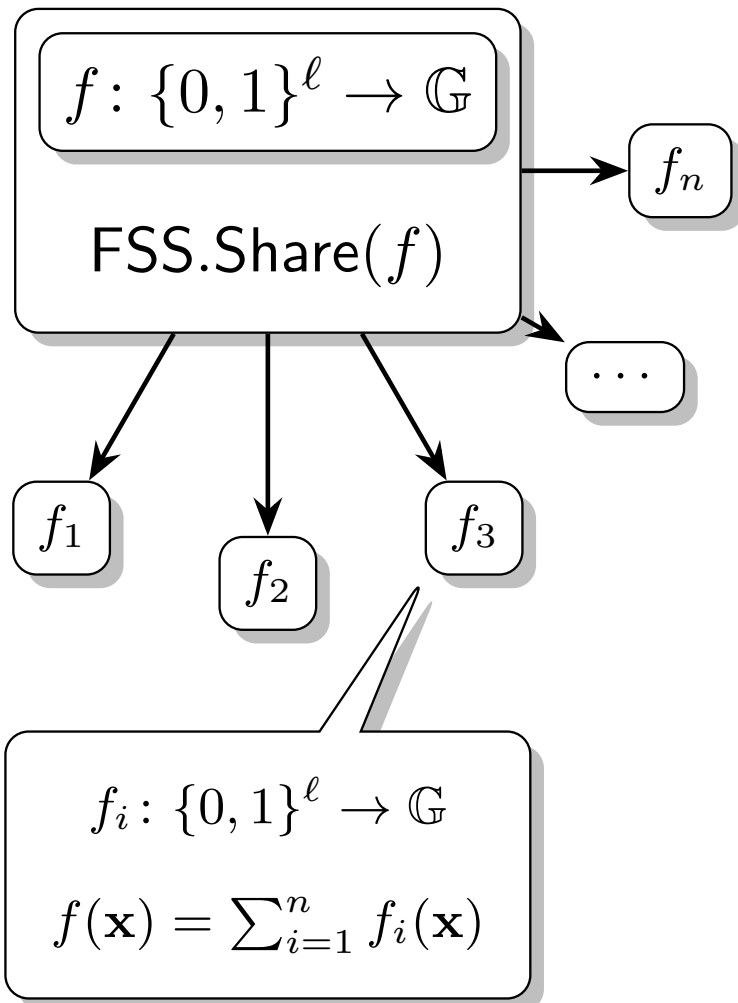 f : {0, 1}^ℓ → 𝔾
FSS.Share(f)
f_n
···
f_1
f_2
f_3
f_i : {0, 1}^ℓ → 𝔾
f(𝐱) = ∑_{i=1}^n f_i(𝐱)